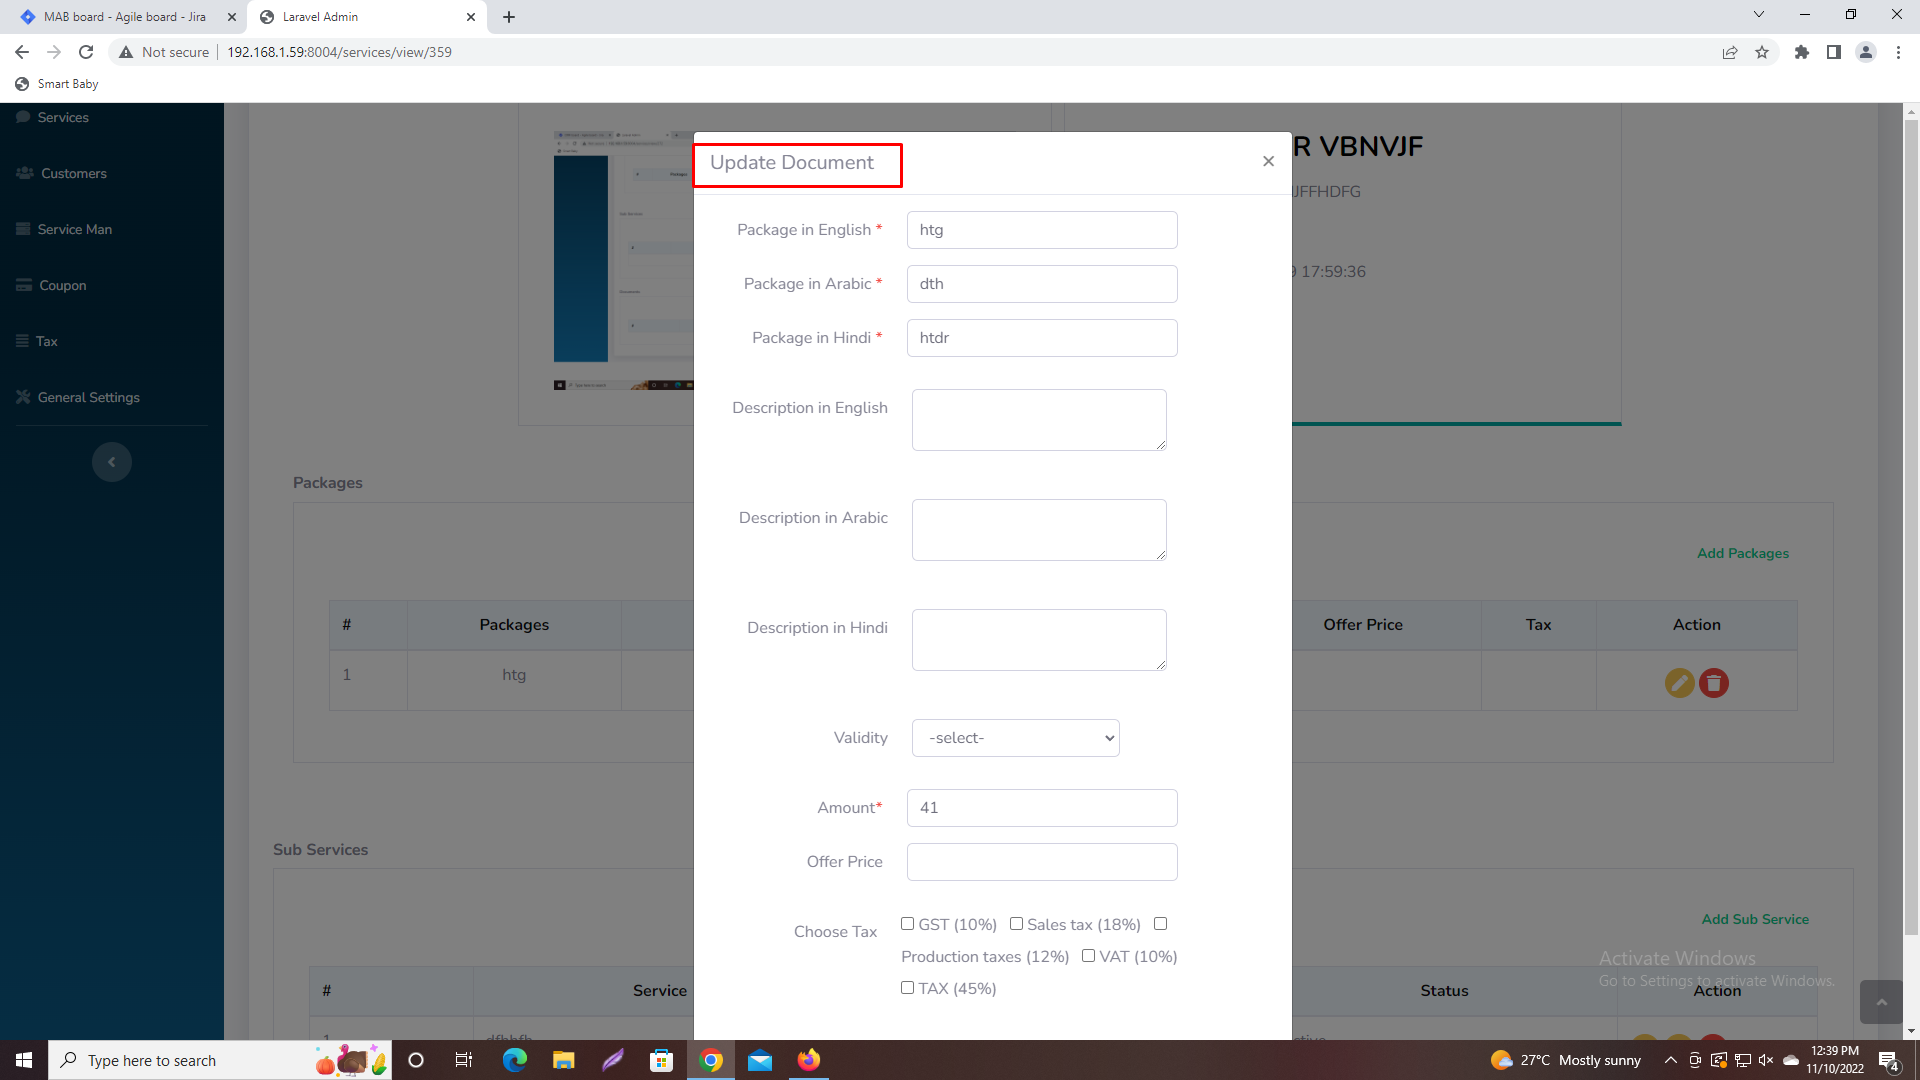 MAB board - Agile board - Jira
Laravel Admin
Not secure
192.168.1.59:8004/services/view/359
Smart Baby
Services
Customers
Service Man
Coupon
Tax
General Settings
R VBNVJF
JFFHDFG
9 17:59:36
Update Document
Package in English *
htg
Package in Arabic *
dth
Package in Hindi *
htdr
Description in English
Description in Arabic
Description in Hindi
Validity
-select-
Amount*
41
Offer Price
Choose Tax
GST (10%) Sales tax (18%)
Production taxes (12%) VAT (10%)
TAX (45%)
Packages
Add Packages
# Packages Offer Price Tax Action
1 htg
Sub Services
Add Sub Service
# Service Status Action
1 dfhhfh ctive
Activate Windows
Go to Settings to activate Windows.
Type here to search
27°C Mostly sunny
12:39 PM
11/10/2022
4